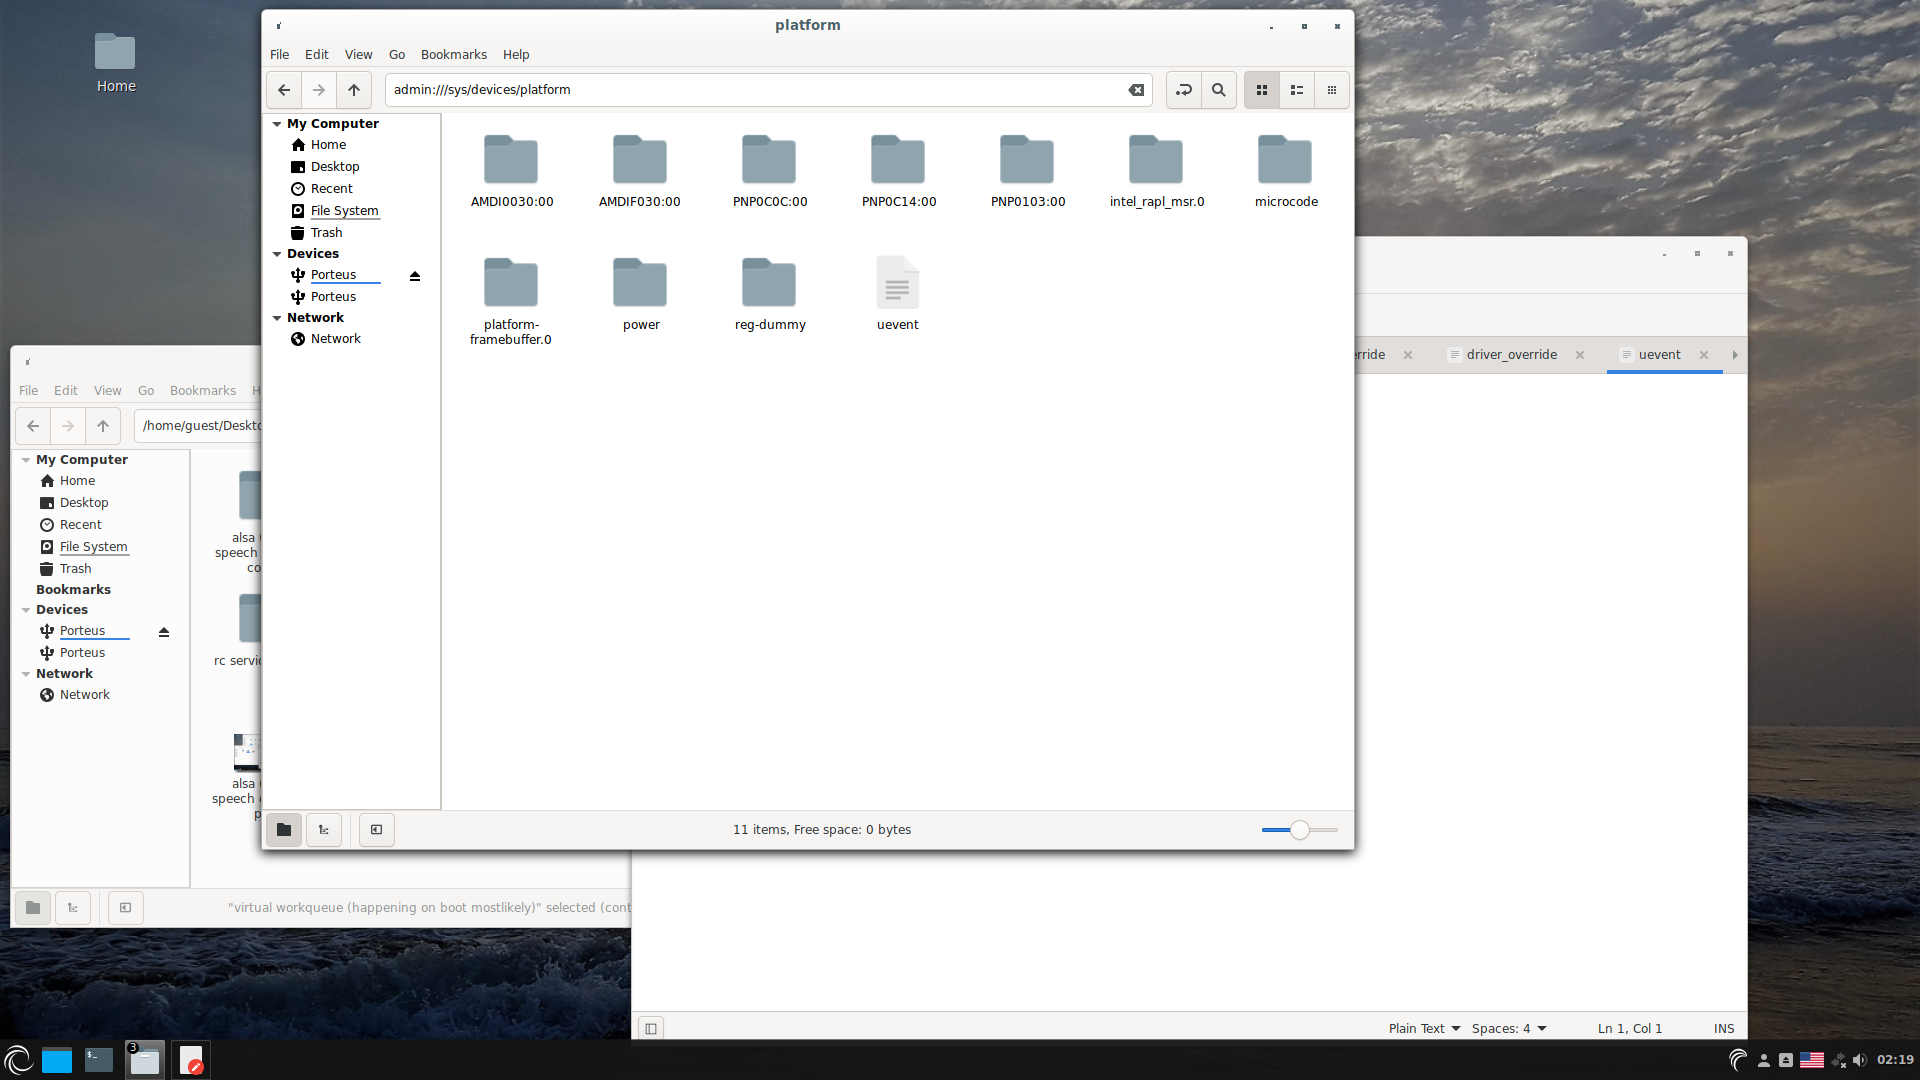 Home
platform
File Edit View Go Bookmarks Help
admin:///sys/devices/platform
My Computer
Home
Desktop
Recent
File System
Trash
Devices
Porteus
Porteus
Network
Network
AMDI0030:00
AMDIF030:00
PNP0C0C:00
PNP0C14:00
PNP0103:00
intel_rapl_msr.0
microcode
platform-
framebuffer.0
power
reg-dummy
uevent
11 items, Free space: 0 bytes
File Edit View Go Bookmarks H
/home/guest/Deskto
My Computer
Home
Desktop
Recent
File System
Trash
Bookmarks
Devices
Porteus
Porteus
Network
Network
alsa
speech
co
rc servi
alsa
speech
p
"virtual workqueue (happening on boot mostlikely)" selected (cont
rride
driver_override
uevent
Plain Text
Spaces: 4
Ln 1, Col 1
INS
3
$_
02:19